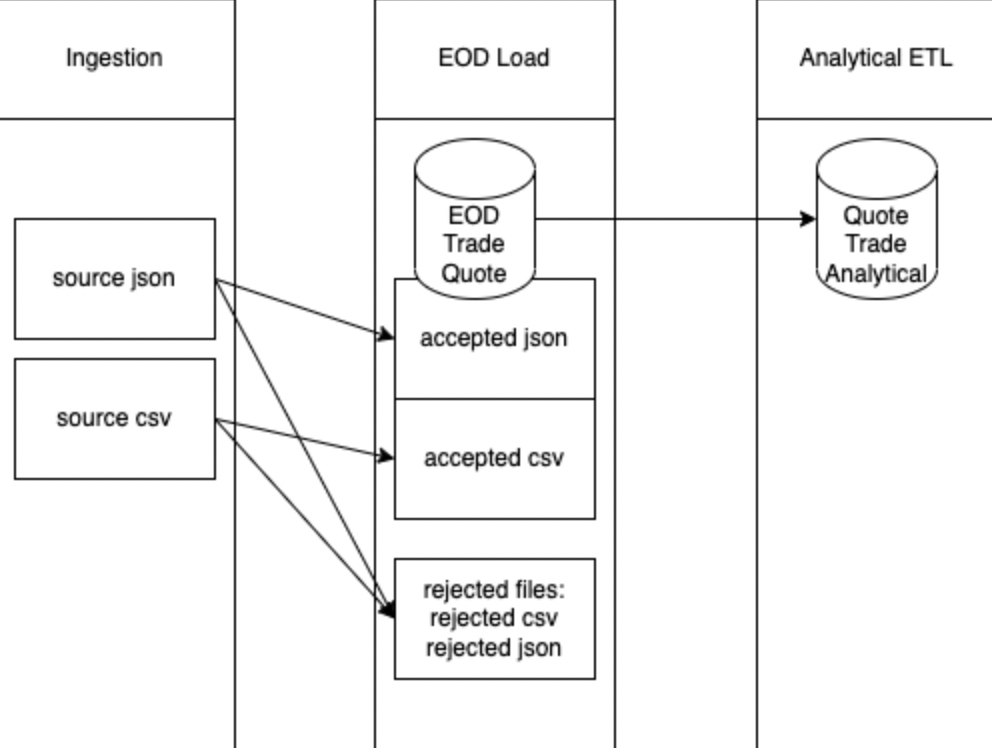 Ingestion
EOD Load
Analytical ETL
EOD
Trade
Quote
Quote
Trade
Analytical
source json
accepted json
source csv
accepted csv
rejected files:
rejected csv
rejected json